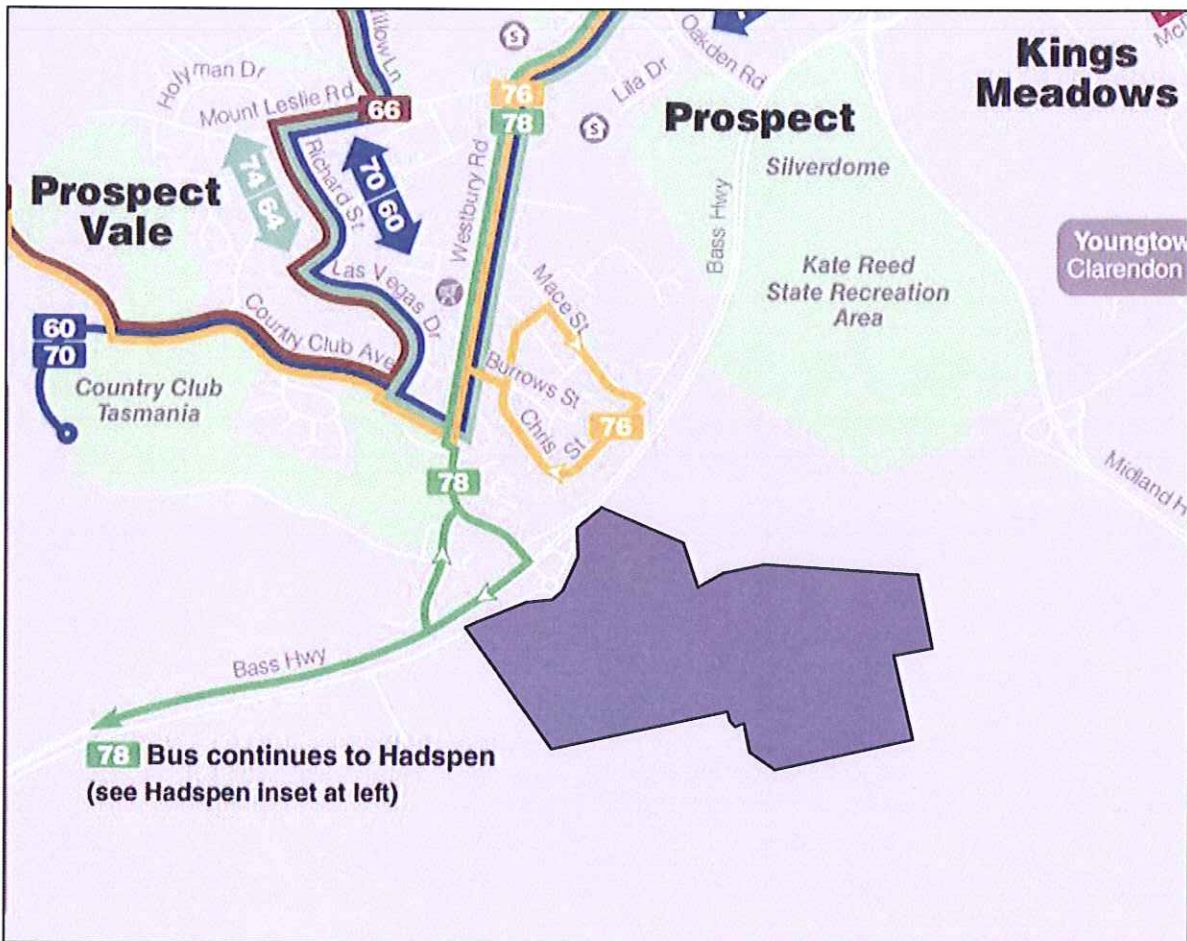 Kings
Meadows
Prospect
Silverdome
Kate Reed
State Recreation
Area
Youngtow
Clarendon
Midland H
Bass Hwy
Oakden Rd
Lila Dr
S
S
76
78
Westbury Rd
Holyman Dr
Mount Leslie Rd
66
Richard St
70 60
74 64
Las Vegas Dr
Prospect
Vale
Country Club Ave
60
70
Country Club
Tasmania
Mace St
Burrows St
Chris St
76
78
Bass Hwy
78 Bus continues to Hadspen
(see Hadspen inset at left)